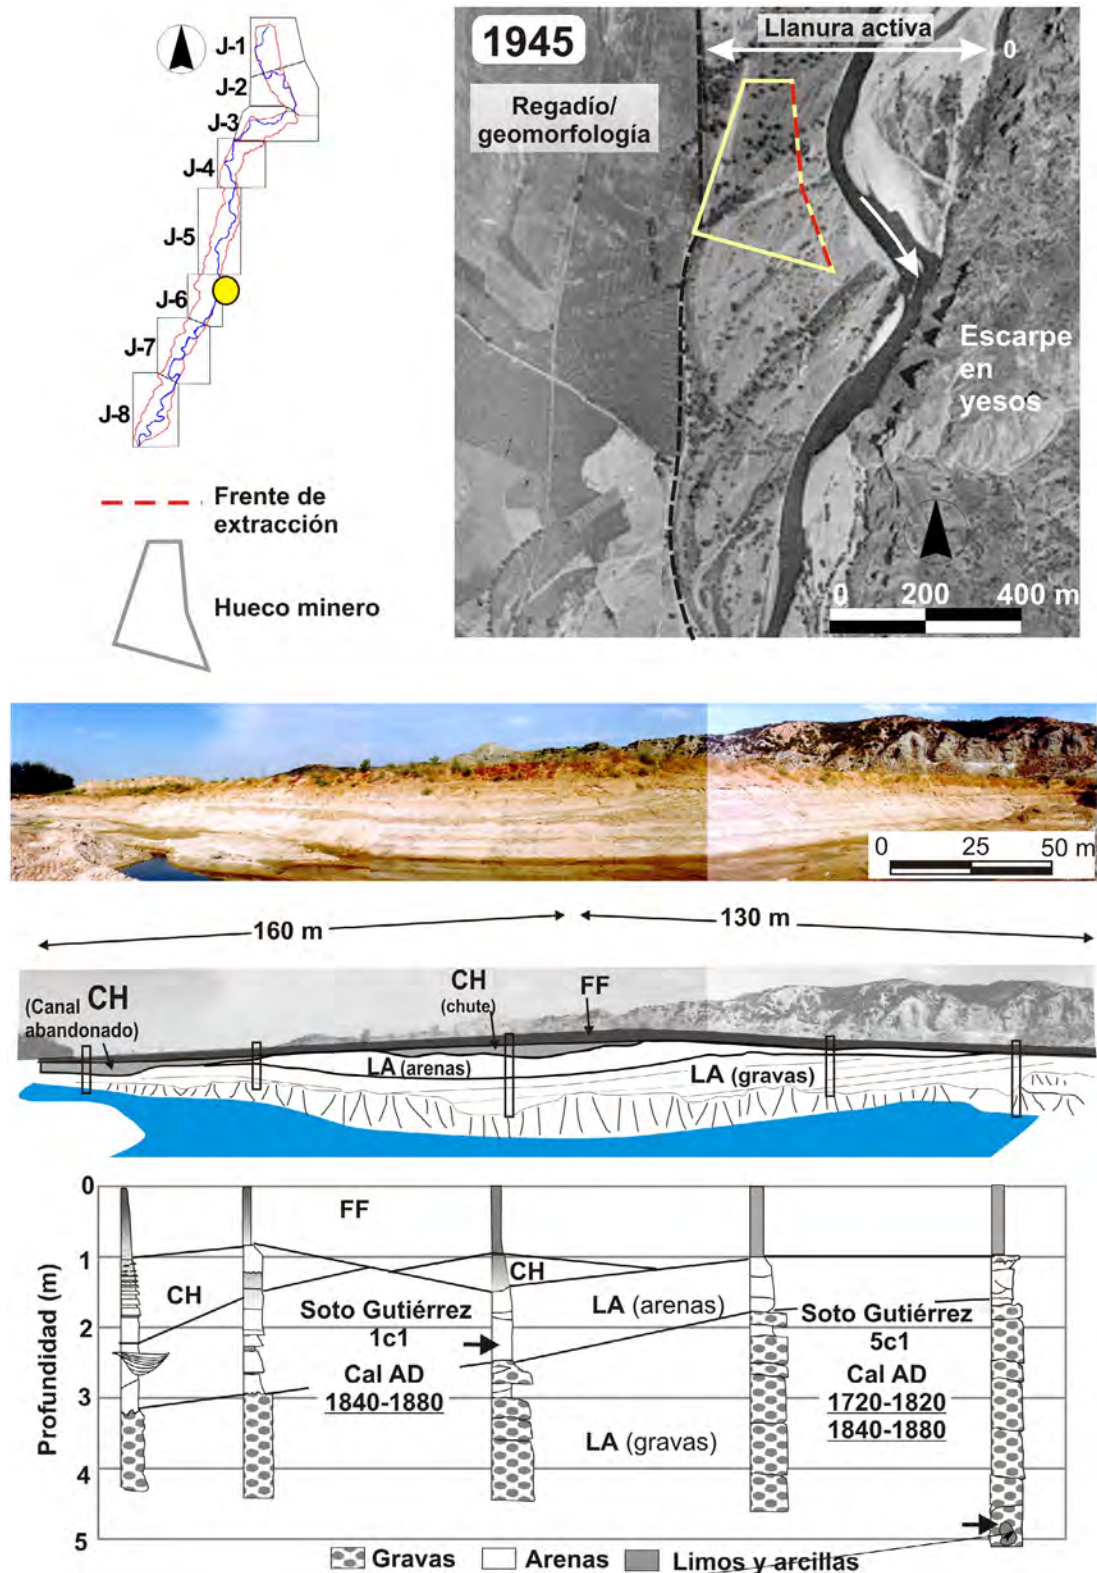 J-1
J-2
J-3
J-4
J-5
J-6
J-7
J-8
Frente de
extracción
Hueco minero
1945
Llanura activa
0
Regadío/
geomorfología
Escarpe
en
yesos
0 200 400 m
0 25 50 m
160 m
130 m
(Canal CH
abandonado)
CH
(chute)
FF
LA (arenas)
LA (gravas)
Profundidad (m)
0
1
2
3
4
5
FF
CH
CH
LA (arenas)
Soto Gutiérrez
1c1
Cal AD
1840-1880
Soto Gutiérrez
5c1
Cal AD
1720-1820
1840-1880
LA (gravas)
Gravas Arenas Limos y arcillas